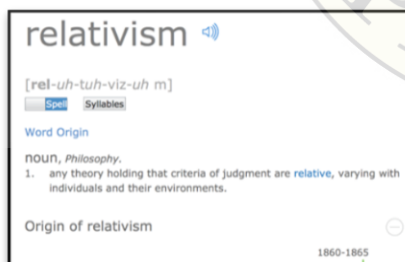 relativism
[rel-uh-tuh-viz-uh m]
Spell Syllables
Word Origin
noun, Philosophy.
1. any theory holding that criteria of judgment are relative, varying with
individuals and their environments.
Origin of relativism
1860-1865